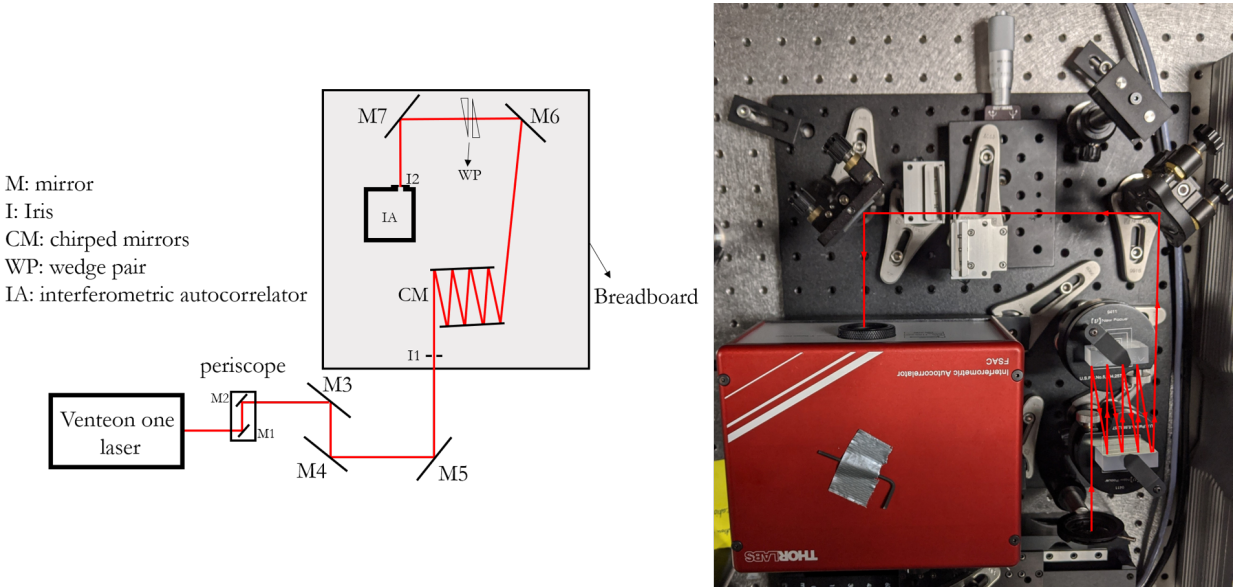 M: mirror
I: Iris
CM: chirped mirrors
WP: wedge pair
IA: interferometric autocorrelator
M7
M6
WP
I2
IA
CM
Breadboard
I1
periscope
M3
M2
Venteon one
laser
M1
M4
M5
Interferometric Autocorrelator
FSAC
THORLABS